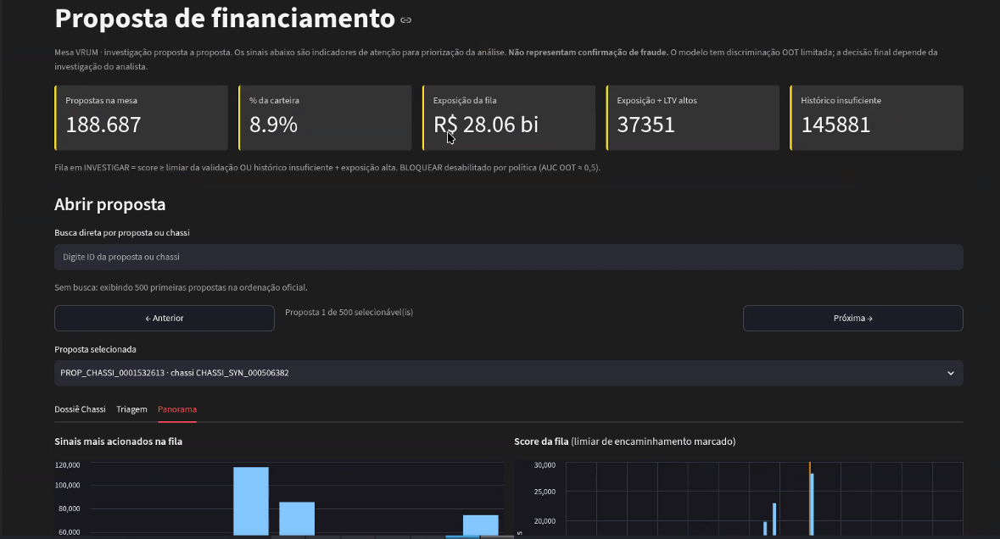 Proposta de financiamento
Mesa VRUM · investigação proposta a proposta. Os sinais abaixo são indicadores de atenção para priorização da análise. Não representam confirmação de fraude. O modelo tem discriminação OOT limitada; a decisão final depende da
investigação do analista.
Propostas na mesa
188.687
% da carteira
8.9%
Exposição da fila
R$ 28.06 bi
Exposição + LTV altos
37351
Histórico insuficiente
145881
Fila em INVESTIGAR = score ≥ limiar da validação OU histórico insuficiente + exposição alta. BLOQUEAR desabilitado por política (AUC OOT ≈ 0,5).
Abrir proposta
Busca direta por proposta ou chassi
Digite ID da proposta ou chassi
Sem busca: exibindo 500 primeiras propostas na ordenação oficial.
← Anterior
Proposta 1 de 500 selecionável(is)
Próxima →
Proposta selecionada
PROP_CHASSI_0001532613 · chassi CHASSI_SYN_000506382
Dossiê Chassi Triagem Panorama
Sinais mais acionados na fila
120,000
100,000
80,000
60,000
Score da fila (limiar de encaminhamento marcado)
30,000
25,000
20,000